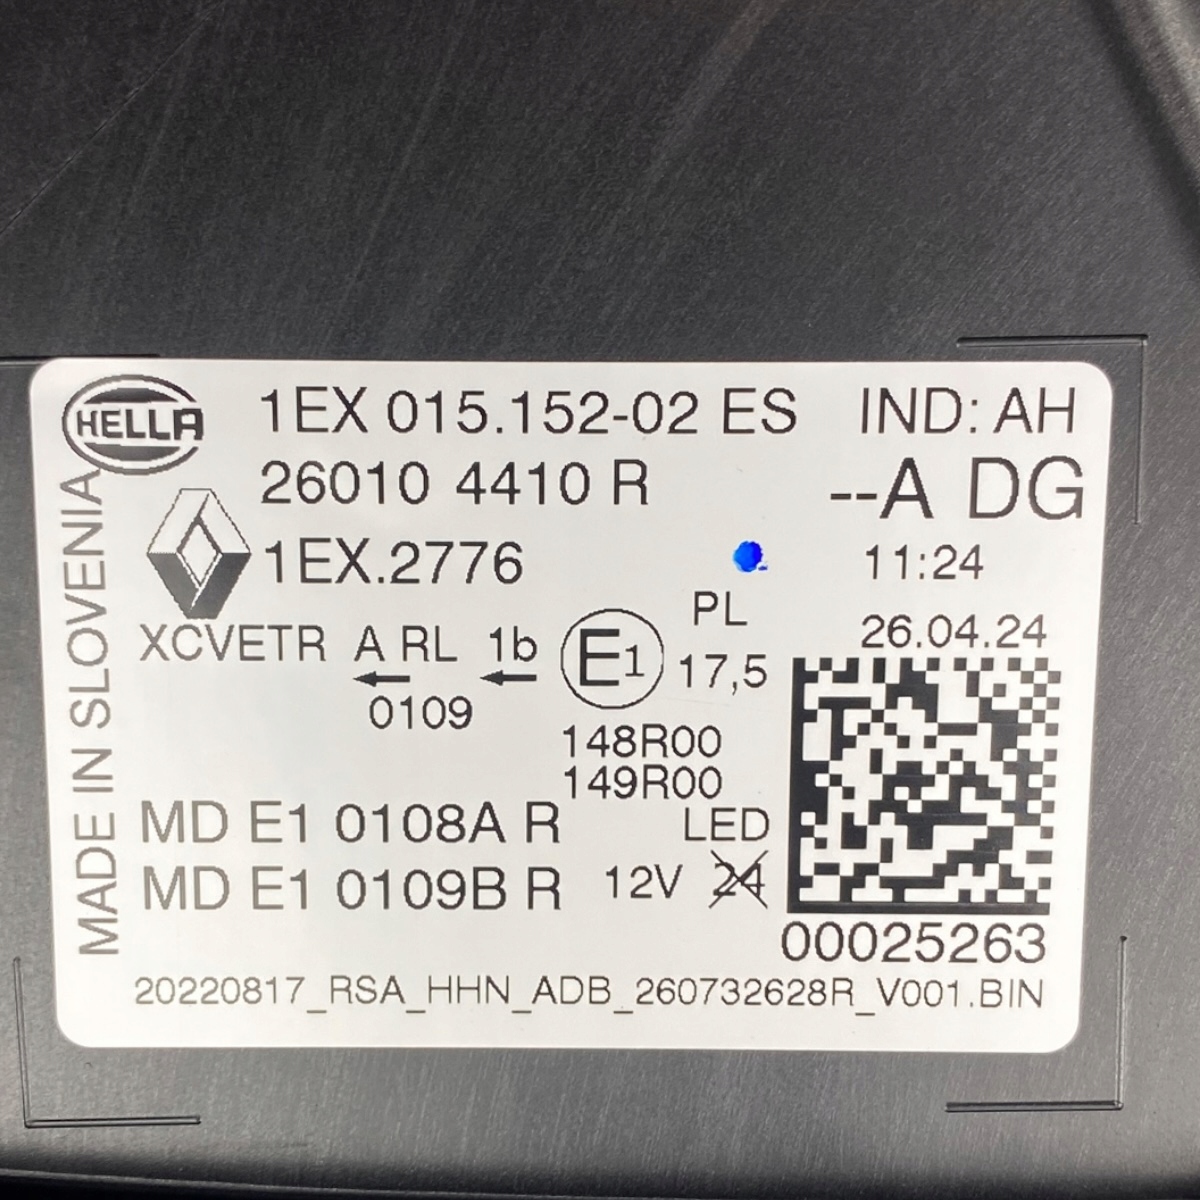 HELLA 1EX 015.152-02 ES IND: AH
26010 4410 R --A DG
1EX.2776 11:24
PL 26.04.24
XCVETR A RL 1b E1 17,5
0109
148R00
149R00
MD E1 0108A R LED
MD E1 0109B R 12V 24
00025263
20220817_RSA_HHN_ADB_260732628R_V001.BIN
MADE IN SLOVENIA